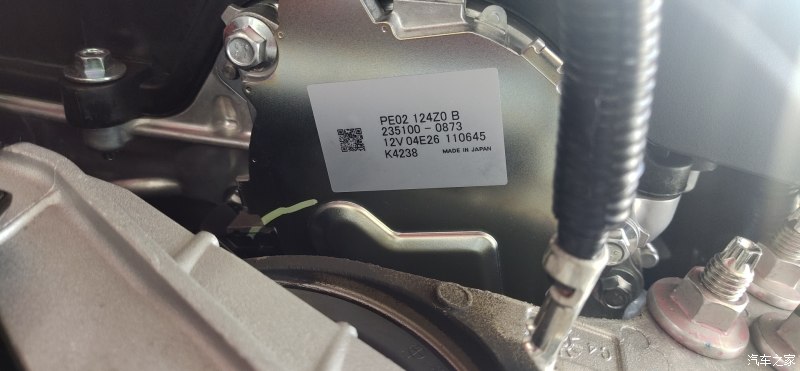 PE02 124Z0 B
235100-0873
12V 04E26 110645
K4238 MADE IN JAPAN
汽车之家